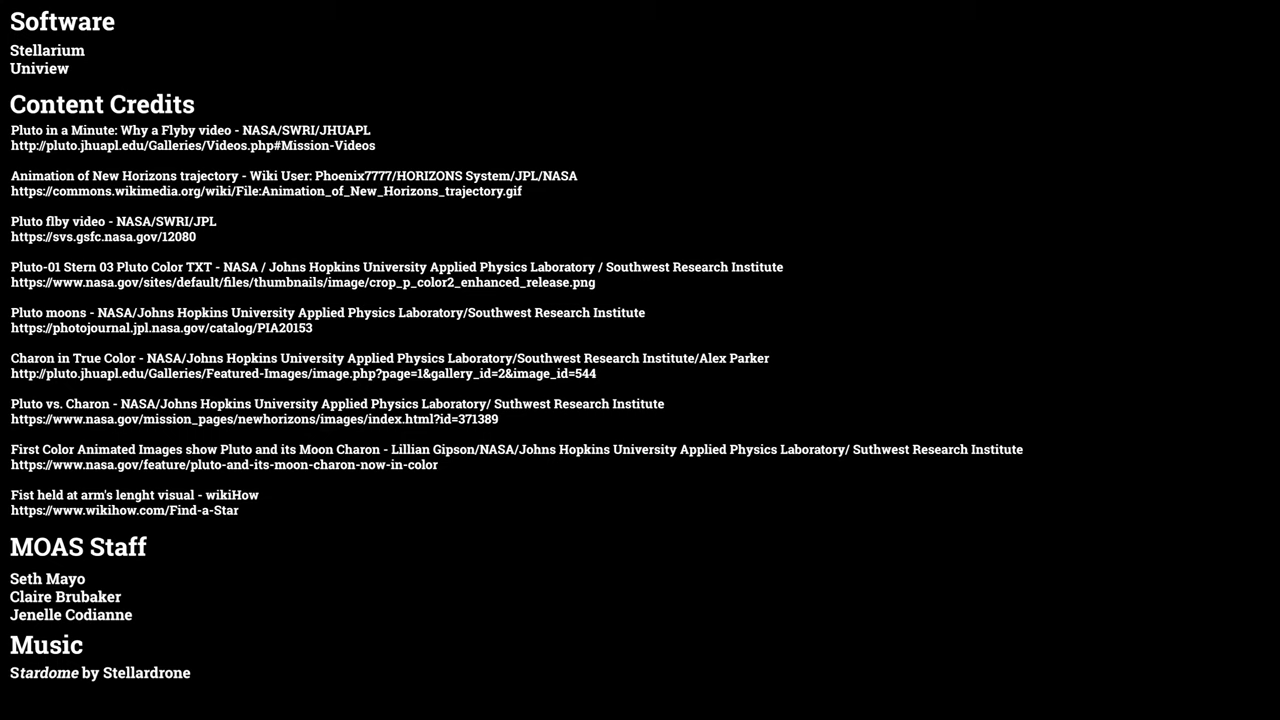 Software
Stellarium
Uniview
Content Credits
Pluto in a Minute: Why a Flyby video - NASA/SWRI/JHUAPL
http://pluto.jhuapl.edu/Galleries/Videos.php#Mission-Videos
Animation of New Horizons trajectory - Wiki User: Phoenix7777/HORIZONS System/JPL/NASA
https://commons.wikimedia.org/wiki/File:Animation_of_New_Horizons_trajectory.gif
Pluto flby video - NASA/SWRI/JPL
https://svs.gsfc.nasa.gov/12080
Pluto-01 Stern 03 Pluto Color TXT - NASA / Johns Hopkins University Applied Physics Laboratory / Southwest Research Institute
https://www.nasa.gov/sites/default/files/thumbnails/image/crop_p_color2_enhanced_release.png
Pluto moons - NASA/Johns Hopkins University Applied Physics Laboratory/Southwest Research Institute
https://photojournal.jpl.nasa.gov/catalog/PIA20153
Charon in True Color - NASA/Johns Hopkins University Applied Physics Laboratory/Southwest Research Institute/Alex Parker
http://pluto.jhuapl.edu/Galleries/Featured-Images/image.php?page=1&gallery_id=2&image_id=544
Pluto vs. Charon - NASA/Johns Hopkins University Applied Physics Laboratory/ Suthwest Research Institute
https://www.nasa.gov/mission_pages/newhorizons/images/index.html?id=371389
First Color Animated Images show Pluto and its Moon Charon - Lillian Gipson/NASA/Johns Hopkins University Applied Physics Laboratory/ Suthwest Research Institute
https://www.nasa.gov/feature/pluto-and-its-moon-charon-now-in-color
Fist held at arm's lenght visual - wikiHow
https://www.wikihow.com/Find-a-Star
MOAS Staff
Seth Mayo
Claire Brubaker
Jenelle Codianne
Music
Stardome by Stellardrone